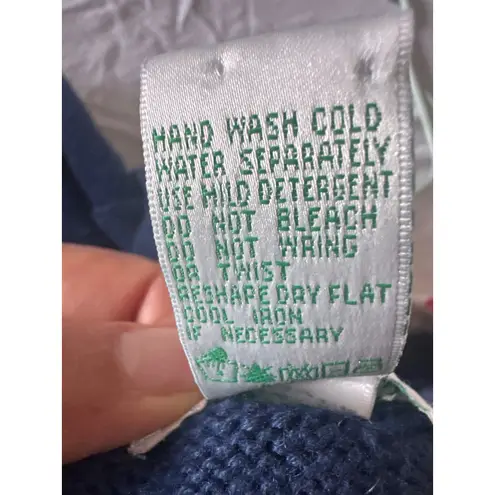 HAND WASH COLD
WATER SEPARATELY
USE MILD DETERGENT
DO NOT BLEACH
DO NOT WRING
OR TWIST
RESHAPE DRY FLAT
COOL IRON
IF NECESSARY